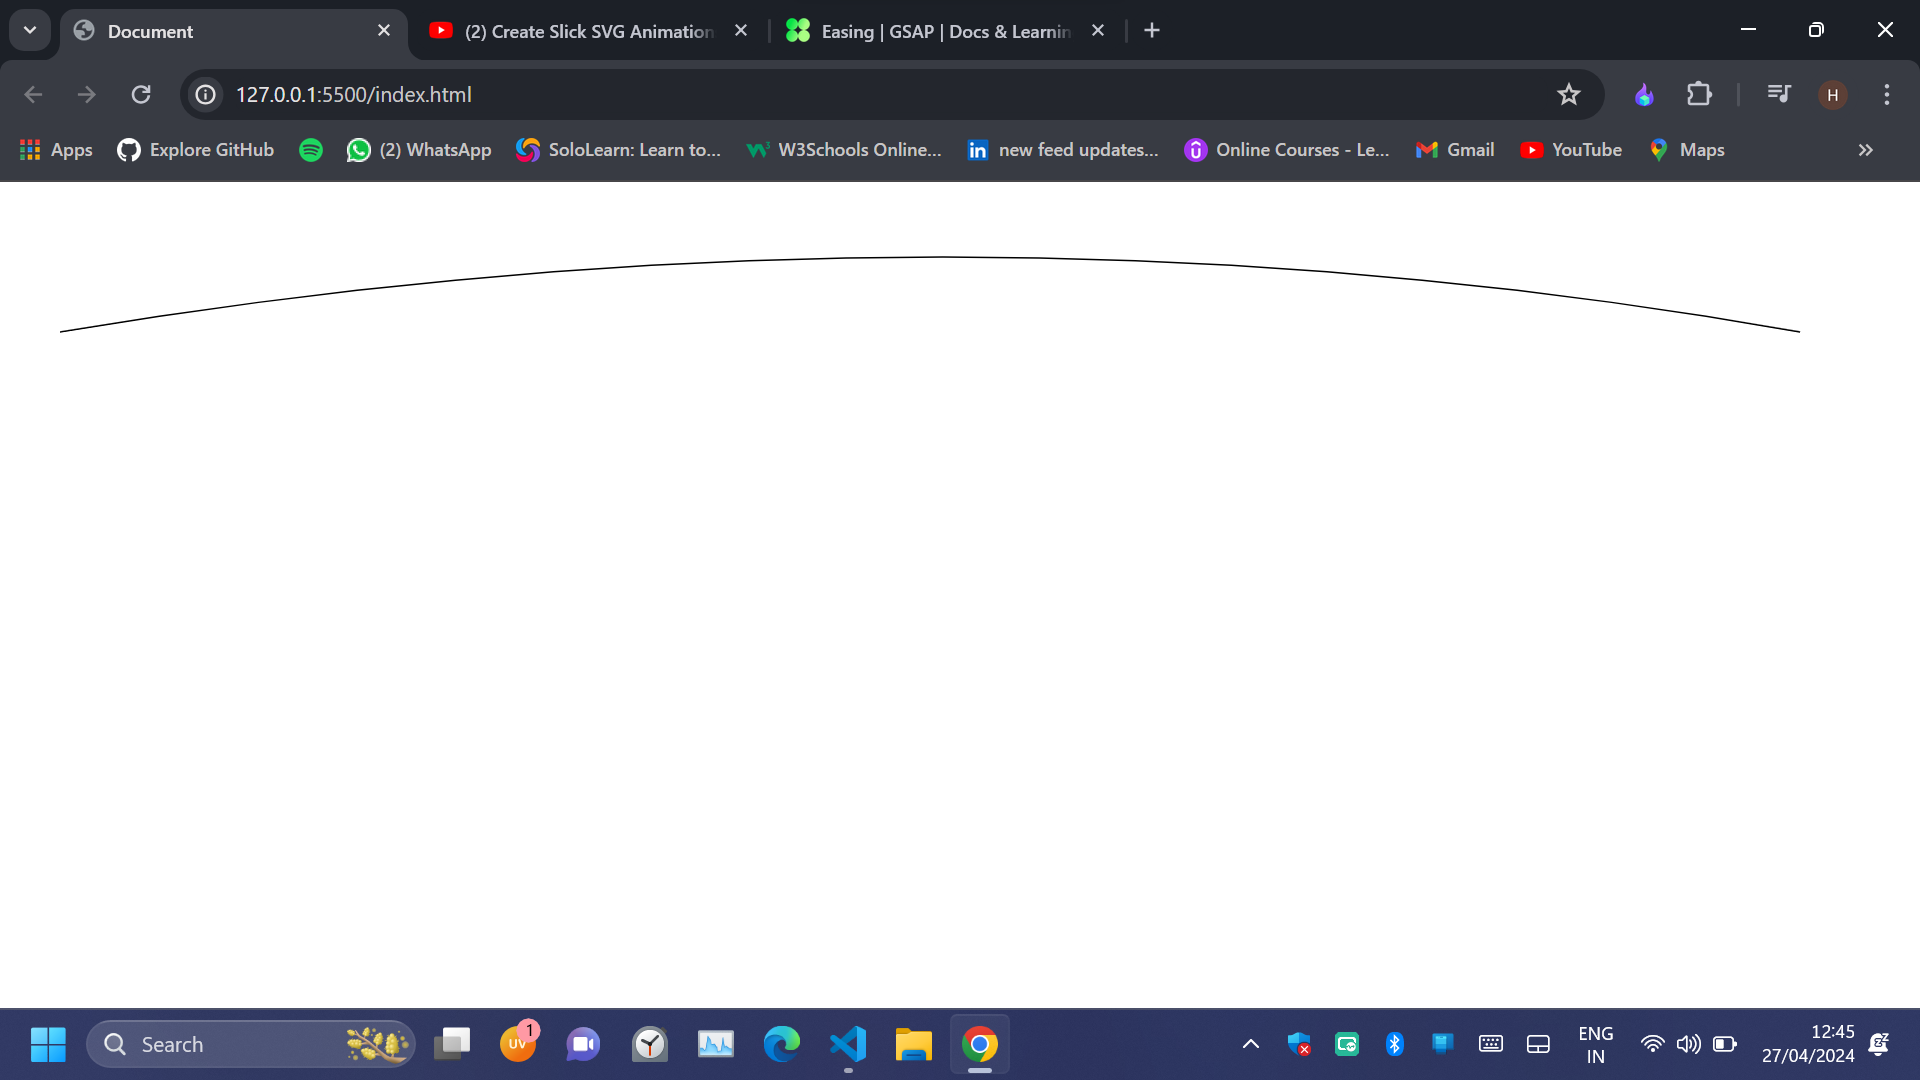 Document
(2) Create Slick SVG Animation
Easing | GSAP | Docs & Learnin
127.0.0.1:5500/index.html
H
Apps
Explore GitHub
(2) WhatsApp
SoloLearn: Learn to...
W3Schools Online...
in
new feed updates...
Online Courses - Le...
Gmail
YouTube
Maps
Search
UV
1
ENG
IN
12:45
27/04/2024